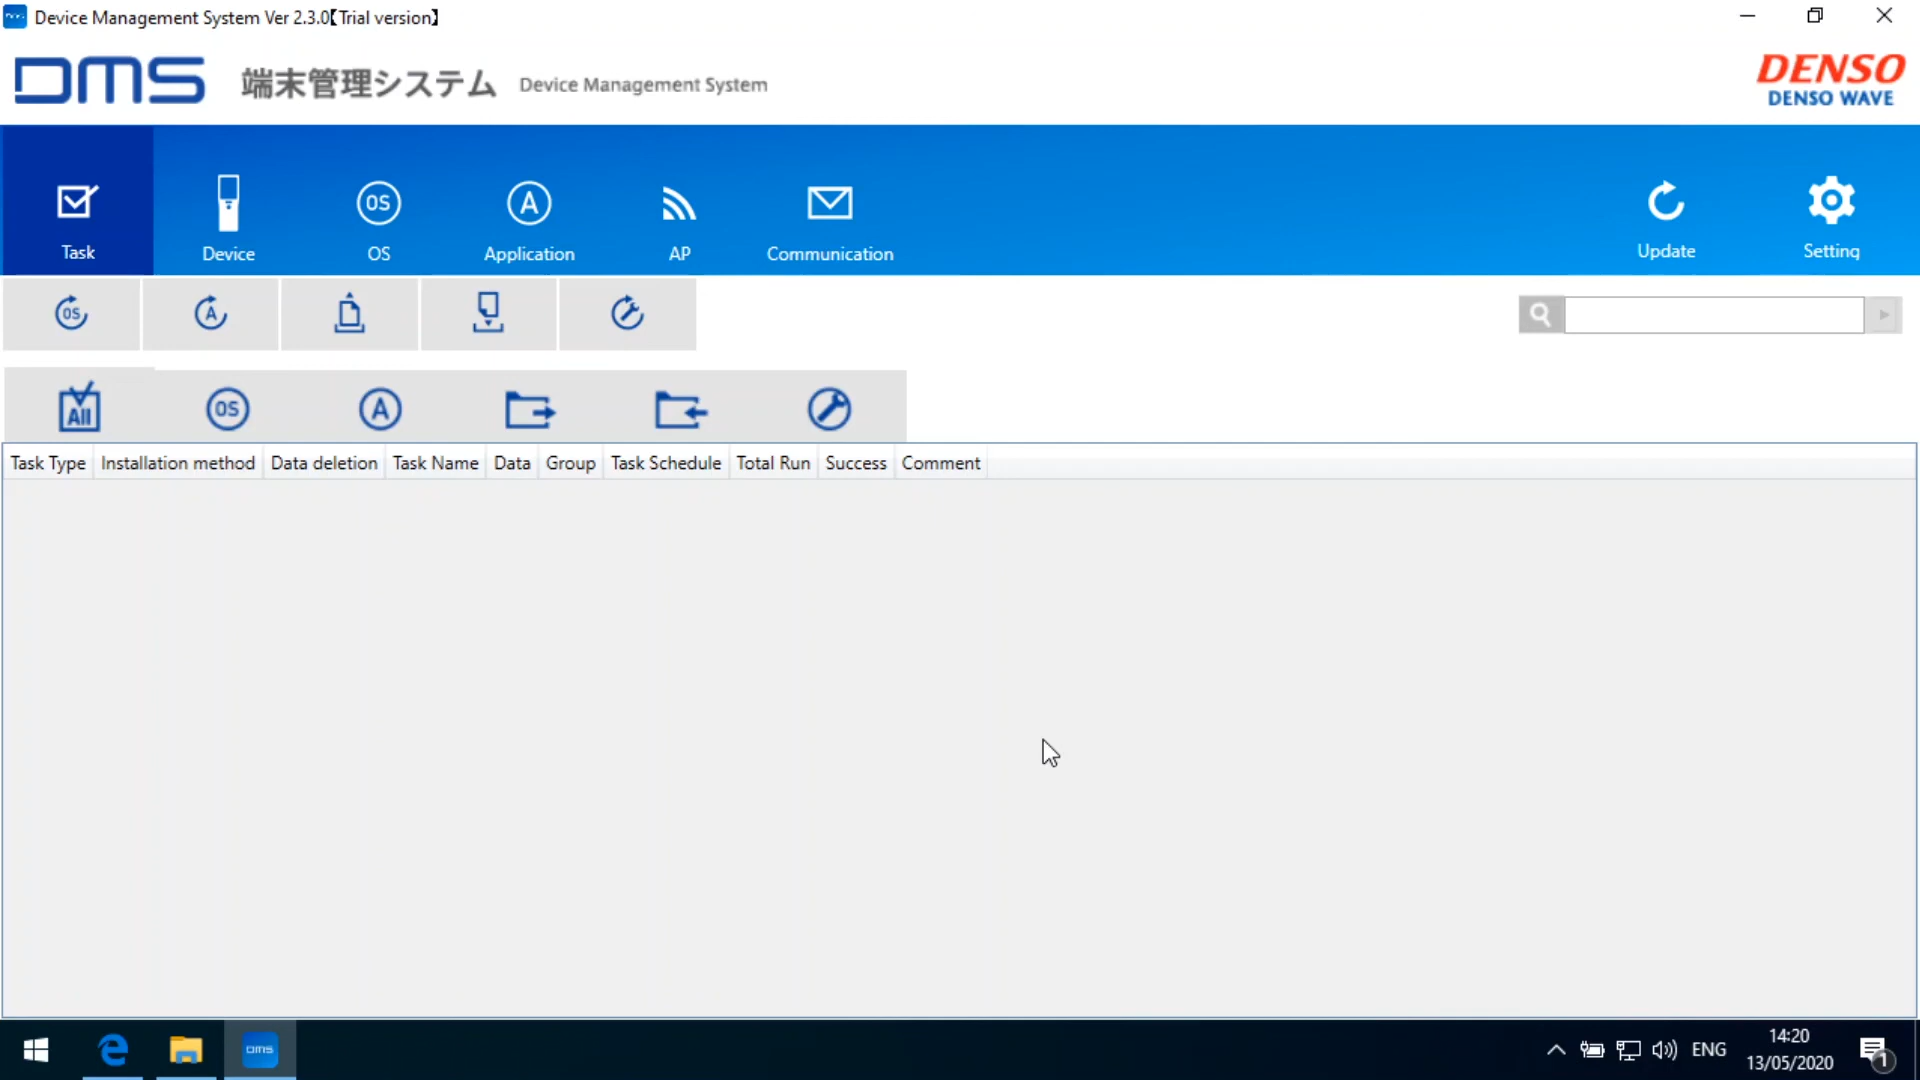 Device Management System Ver 2.3.0【Trial version】
DMS 端末管理システム Device Management System
DENSO
DENSO WAVE
Task
Device
OS
OS
A
Application
AP
Communication
Update
Setting
OS
A
All
OS
A
Task Type Installation method Data deletion Task Name Data Group Task Schedule Total Run Success Comment
DMS
ENG
14:20
13/05/2020
1